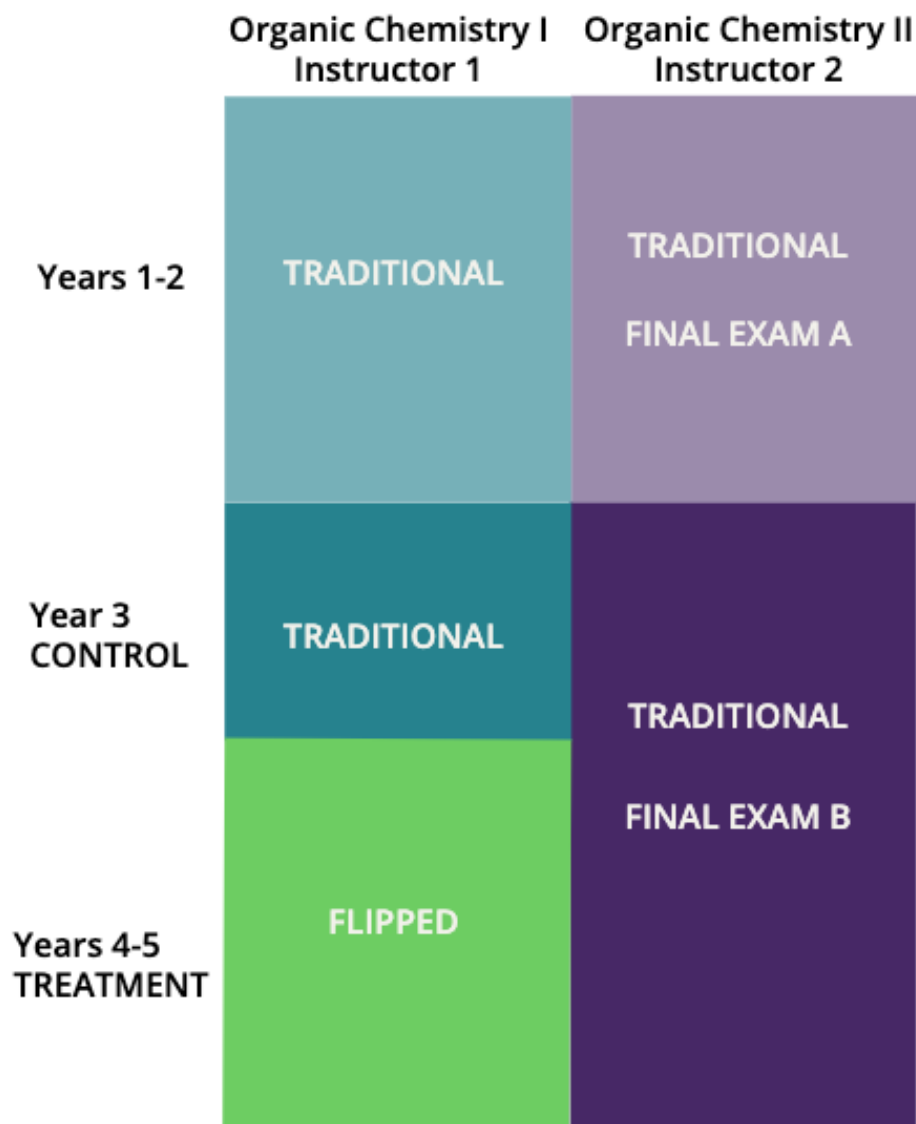 Organic Chemistry I
Instructor 1
Organic Chemistry II
Instructor 2
Years 1-2
TRADITIONAL
TRADITIONAL
FINAL EXAM A
Year 3
CONTROL
TRADITIONAL
TRADITIONAL
FINAL EXAM B
Years 4-5
TREATMENT
FLIPPED